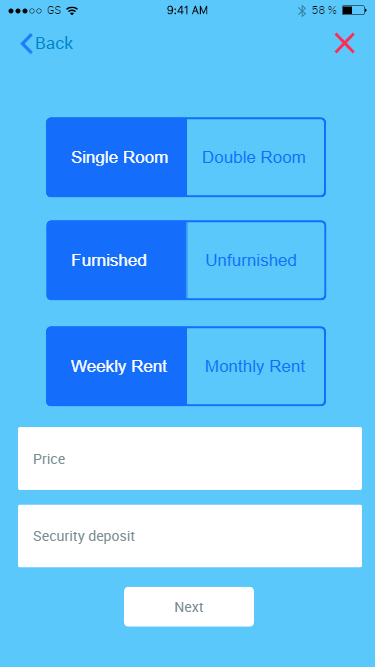 GS 9:41 AM 58 %
Back
Single Room Double Room
Furnished Unfurnished
Weekly Rent Monthly Rent
Price
Security deposit
Next